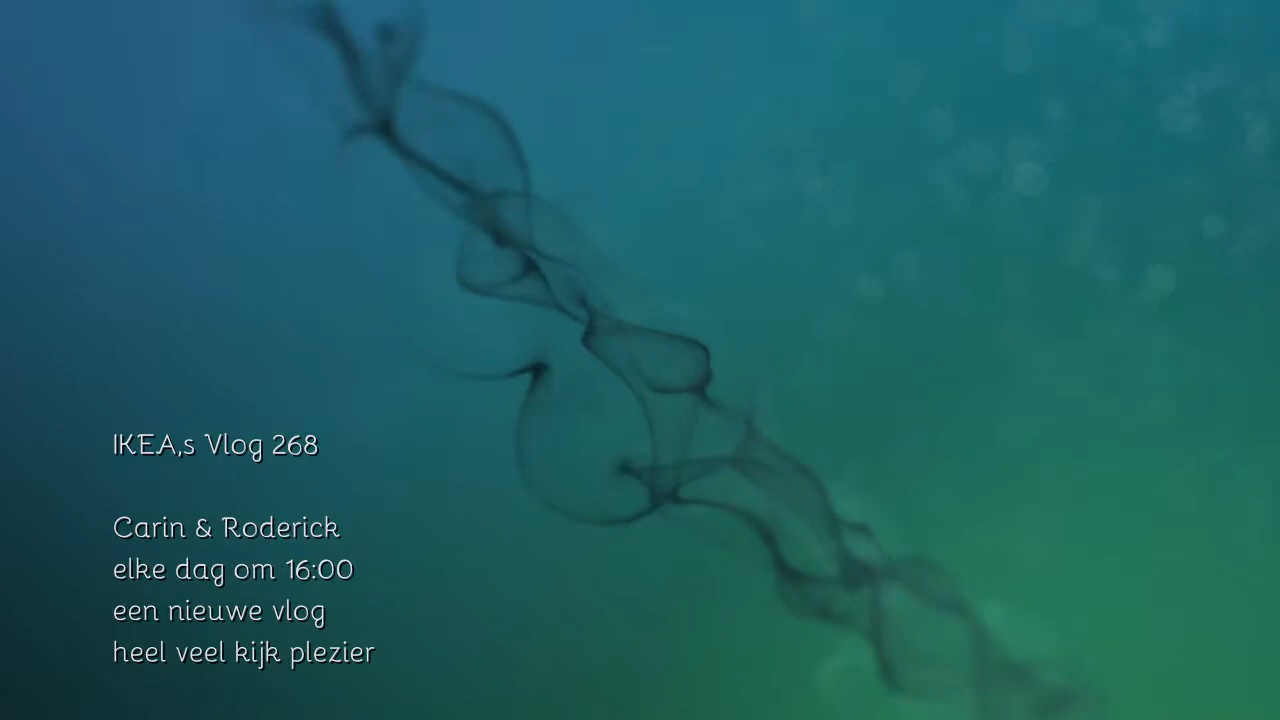 IKEA,s Vlog 268
Carin & Roderick
elke dag om 16:00
een nieuwe vlog
heel veel kijk plezier